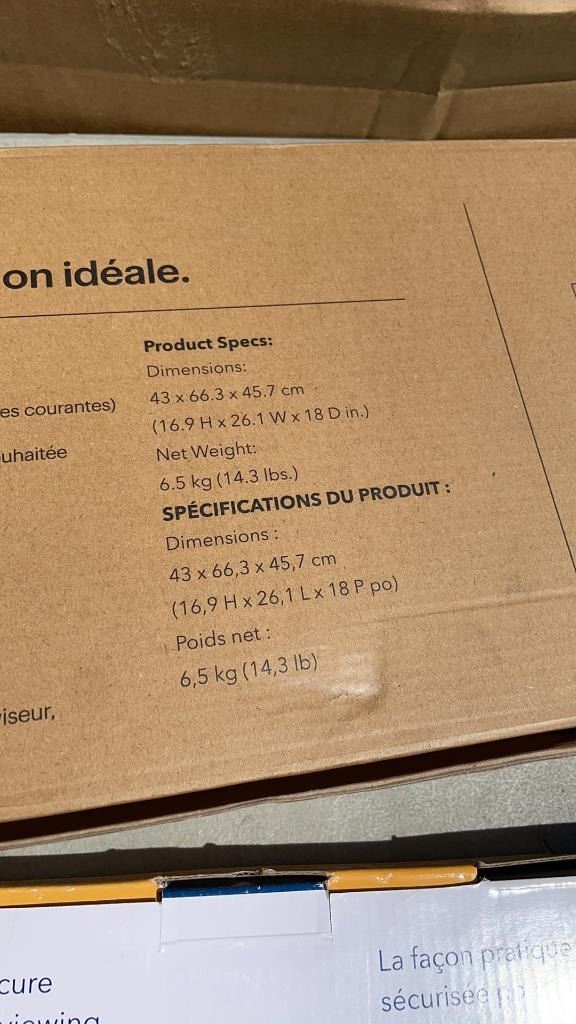 on idéale.
es courantes)
uhaitée
iseur,
Product Specs:
Dimensions:
43 x 66.3 x 45.7 cm
(16.9 H x 26.1 W x 18 D in.)
Net Weight:
6.5 kg (14.3 lbs.)
SPÉCIFICATIONS DU PRODUIT :
Dimensions :
43 x 66,3 x 45,7 cm
(16,9 H x 26,1 L x 18 P po)
Poids net :
6,5 kg (14,3 lb)
cure
viewing
La façon pratique
sécurisée